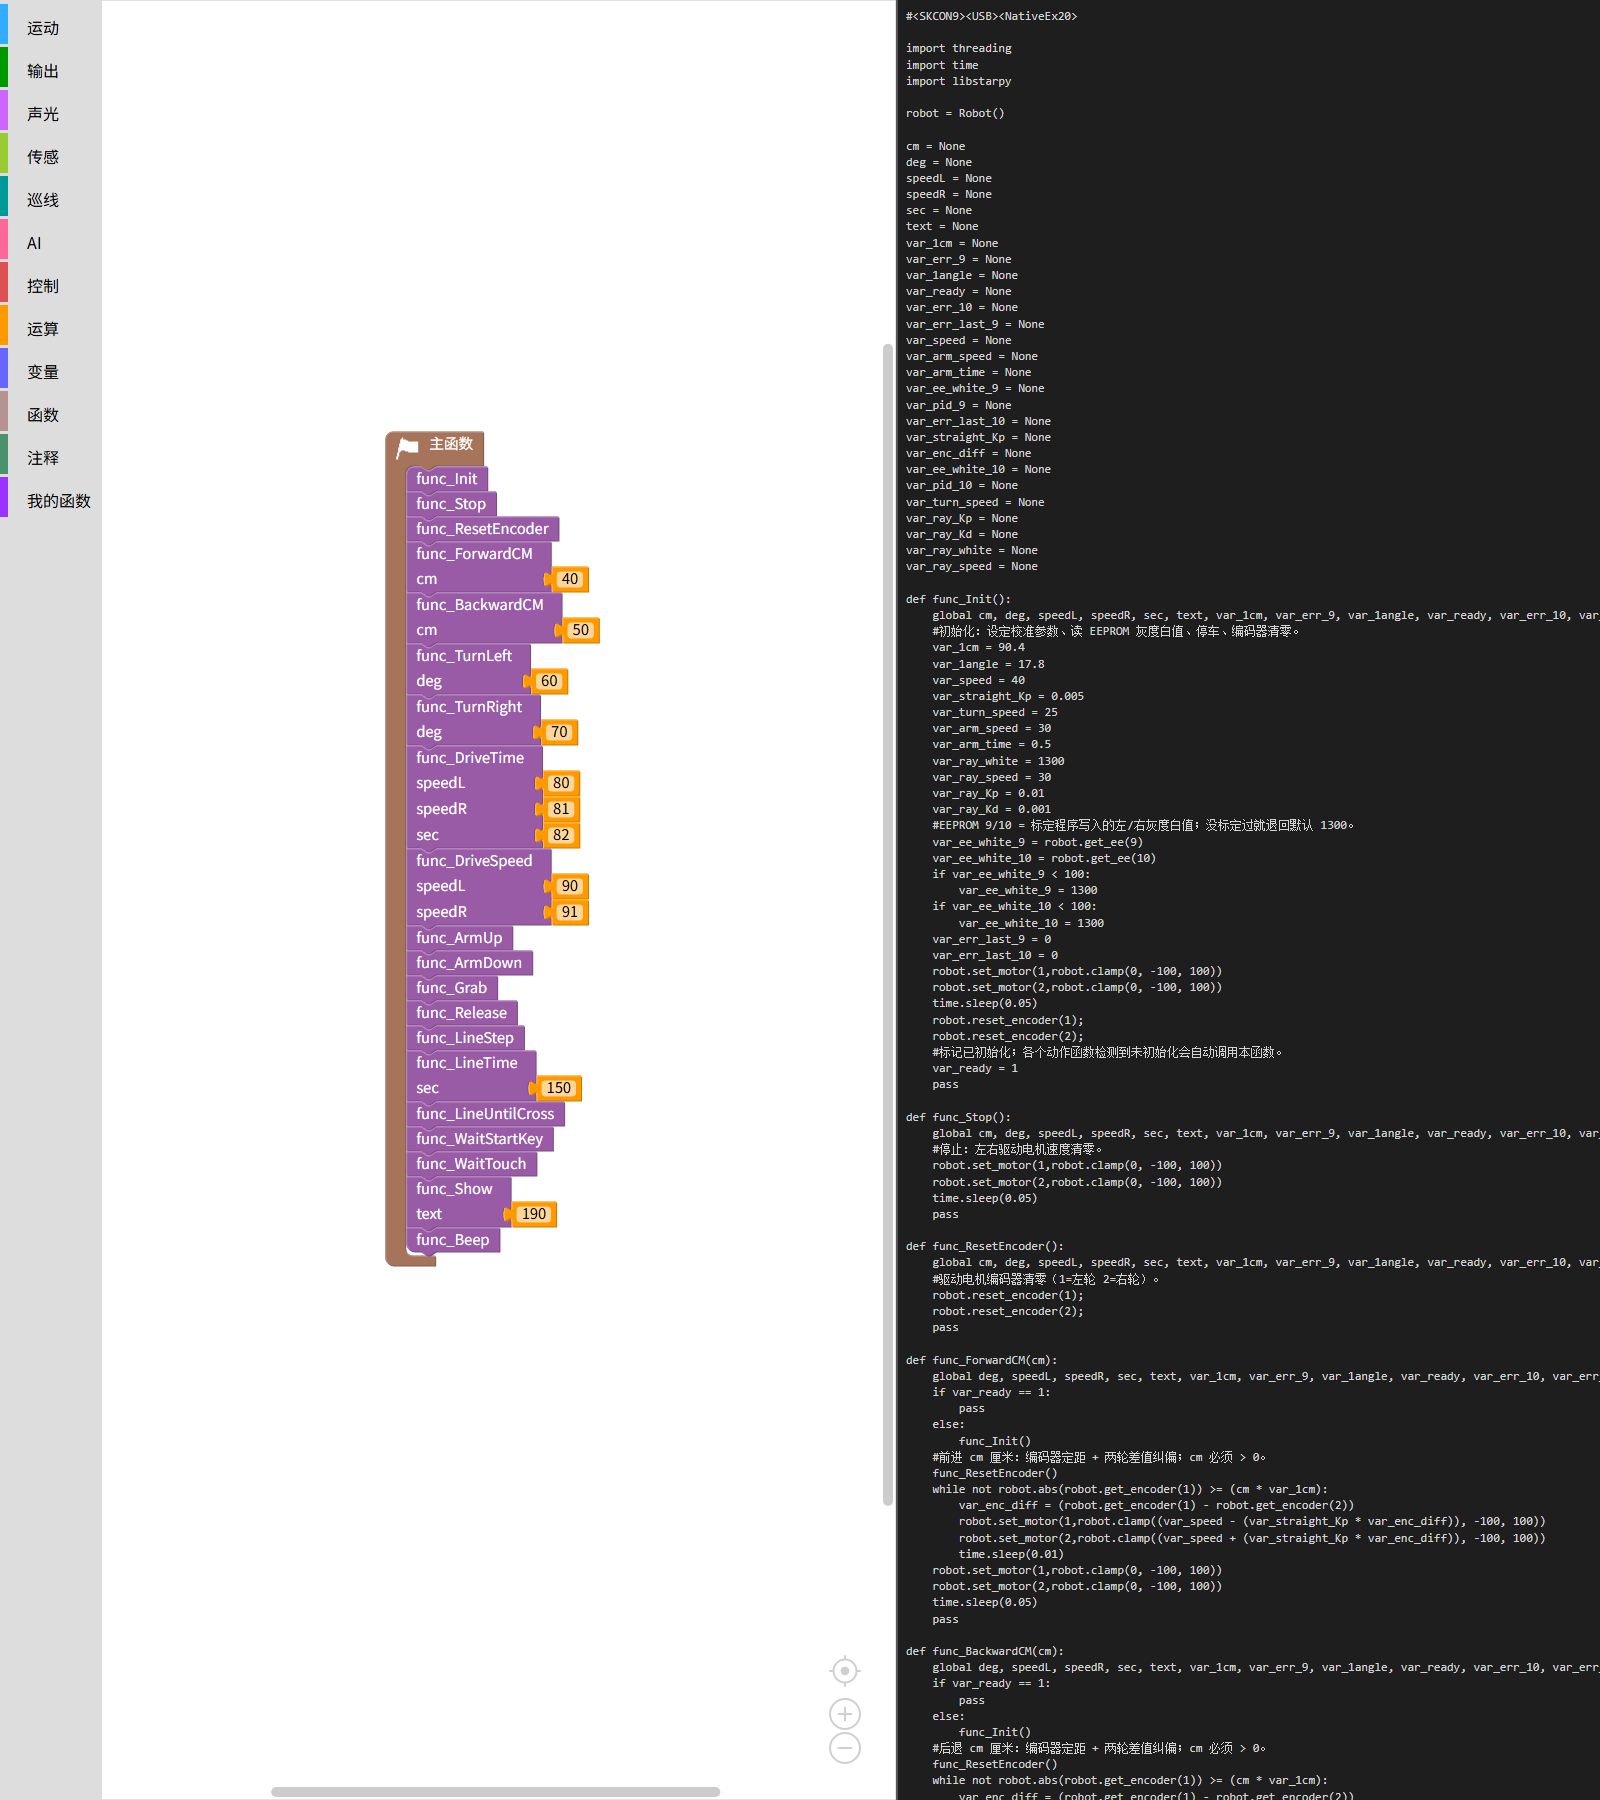 运动
输出
声光
传感
巡线
AI
控制
运算
变量
函数
注释
我的函数
主函数
func_Init
func_Stop
func_ResetEncoder
func_ForwardCM
cm 40
func_BackwardCM
cm 50
func_TurnLeft
deg 60
func_TurnRight
deg 70
func_DriveTime
speedL 80
speedR 81
sec 82
func_DriveSpeed
speedL 90
speedR 91
func_ArmUp
func_ArmDown
func_Grab
func_Release
func_LineStep
func_LineTime
sec 150
func_LineUntilCross
func_WaitStartKey
func_WaitTouch
func_Show
text 190
func_Beep
#<SKCON9><USB><NativeEx20>
import threading
import time
import libstarpy
robot = Robot()
cm = None
deg = None
speedL = None
speedR = None
sec = None
text = None
var_1cm = None
var_err_9 = None
var_1angle = None
var_ready = None
var_err_10 = None
var_err_last_9 = None
var_speed = None
var_arm_speed = None
var_arm_time = None
var_ee_white_9 = None
var_pid_9 = None
var_err_last_10 = None
var_straight_Kp = None
var_enc_diff = None
var_ee_white_10 = None
var_pid_10 = None
var_turn_speed = None
var_ray_Kp = None
var_ray_Kd = None
var_ray_white = None
var_ray_speed = None
def func_Init():
    global cm, deg, speedL, speedR, sec, text, var_1cm, var_err_9, var_1angle, var_ready, var_err_10, var_
    #初始化：设定校准参数、读 EEPROM 灰度白值、停车、编码器清零。
    var_1cm = 90.4
    var_1angle = 17.8
    var_speed = 40
    var_straight_Kp = 0.005
    var_turn_speed = 25
    var_arm_speed = 30
    var_arm_time = 0.5
    var_ray_white = 1300
    var_ray_speed = 30
    var_ray_Kp = 0.01
    var_ray_Kd = 0.001
    #EEPROM 9/10 = 标定程序写入的左/右灰度白值；没标定过就退回默认 1300。
    var_ee_white_9 = robot.get_ee(9)
    var_ee_white_10 = robot.get_ee(10)
    if var_ee_white_9 < 100:
        var_ee_white_9 = 1300
    if var_ee_white_10 < 100:
        var_ee_white_10 = 1300
    var_err_last_9 = 0
    var_err_last_10 = 0
    robot.set_motor(1,robot.clamp(0, -100, 100))
    robot.set_motor(2,robot.clamp(0, -100, 100))
    time.sleep(0.05)
    robot.reset_encoder(1);
    robot.reset_encoder(2);
    #标记已初始化；各个动作函数检测到未初始化会自动调用本函数。
    var_ready = 1
    pass
def func_Stop():
    global cm, deg, speedL, speedR, sec, text, var_1cm, var_err_9, var_1angle, var_ready, var_err_10, var_
    #停止：左右驱动电机速度清零。
    robot.set_motor(1,robot.clamp(0, -100, 100))
    robot.set_motor(2,robot.clamp(0, -100, 100))
    time.sleep(0.05)
    pass
def func_ResetEncoder():
    global cm, deg, speedL, speedR, sec, text, var_1cm, var_err_9, var_1angle, var_ready, var_err_10, var_
    #驱动电机编码器清零（1=左轮 2=右轮）。
    robot.reset_encoder(1);
    robot.reset_encoder(2);
    pass
def func_ForwardCM(cm):
    global deg, speedL, speedR, sec, text, var_1cm, var_err_9, var_1angle, var_ready, var_err_10, var_err_
    if var_ready == 1:
        pass
    else:
        func_Init()
    #前进 cm 厘米：编码器定距 + 两轮差值纠偏；cm 必须 > 0。
    func_ResetEncoder()
    while not robot.abs(robot.get_encoder(1)) >= (cm * var_1cm):
        var_enc_diff = (robot.get_encoder(1) - robot.get_encoder(2))
        robot.set_motor(1,robot.clamp((var_speed - (var_straight_Kp * var_enc_diff)), -100, 100))
        robot.set_motor(2,robot.clamp((var_speed + (var_straight_Kp * var_enc_diff)), -100, 100))
        time.sleep(0.01)
    robot.set_motor(1,robot.clamp(0, -100, 100))
    robot.set_motor(2,robot.clamp(0, -100, 100))
    time.sleep(0.05)
    pass
def func_BackwardCM(cm):
    global deg, speedL, speedR, sec, text, var_1cm, var_err_9, var_1angle, var_ready, var_err_10, var_err_
    if var_ready == 1:
        pass
    else:
        func_Init()
    #后退 cm 厘米：编码器定距 + 两轮差值纠偏；cm 必须 > 0。
    func_ResetEncoder()
    while not robot.abs(robot.get_encoder(1)) >= (cm * var_1cm):
        var_enc_diff = (robot.get_encoder(1) - robot.get_encoder(2))